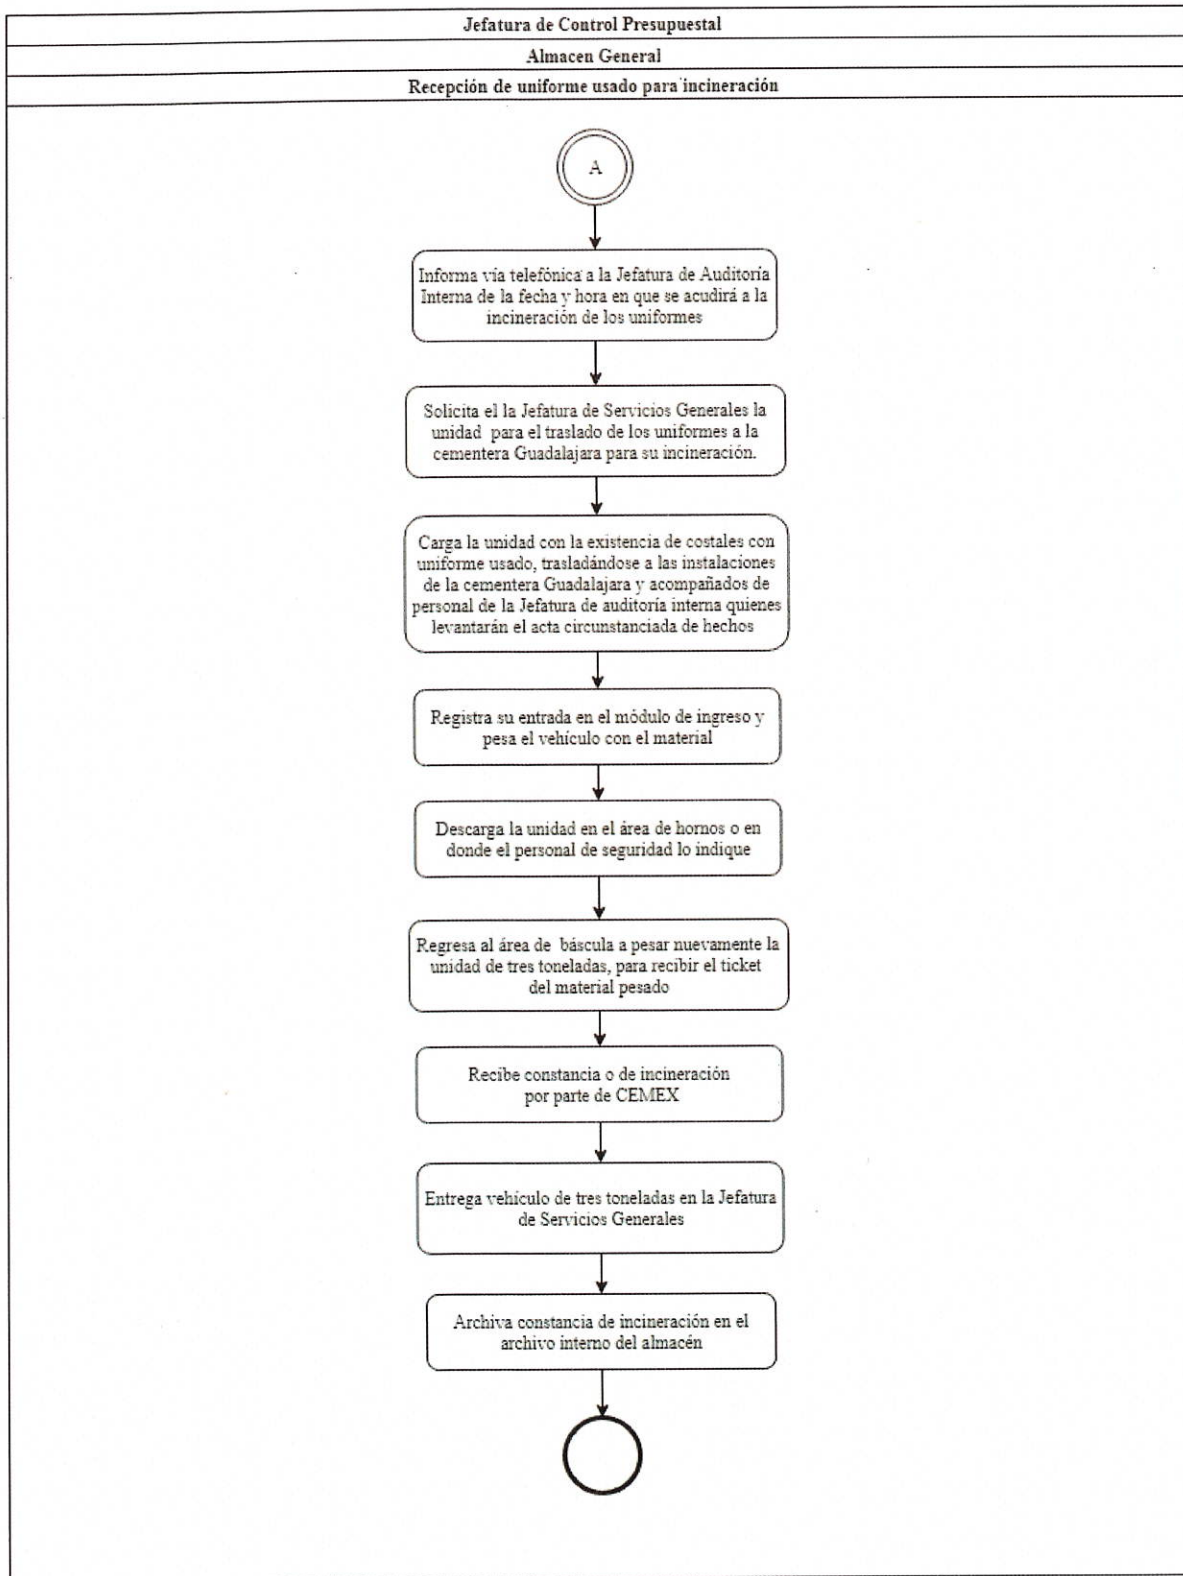 Jefatura de Control Presupuestal
Almacen General
Recepción de uniforme usado para incineración
A
Informa vía telefónica a la Jefatura de Auditoría
Interna de la fecha y hora en que se acudirá a la
incineración de los uniformes
Solicita el la Jefatura de Servicios Generales la
unidad para el traslado de los uniformes a la
cementera Guadalajara para su incineración.
Carga la unidad con la existencia de costales con
uniforme usado, trasladándose a las instalaciones
de la cementera Guadalajara y acompañados de
personal de la Jefatura de auditoría interna quienes
levantarán el acta circunstanciada de hechos
Registra su entrada en el módulo de ingreso y
pesa el vehículo con el material
Descarga la unidad en el área de hornos o en
donde el personal de seguridad lo indique
Regresa al área de báscula a pesar nuevamente la
unidad de tres toneladas, para recibir el ticket
del material pesado
Recibe constancia o de incineración
por parte de CEMEX
Entrega vehículo de tres toneladas en la Jefatura
de Servicios Generales
Archiva constancia de incineración en el
archivo interno del almacén